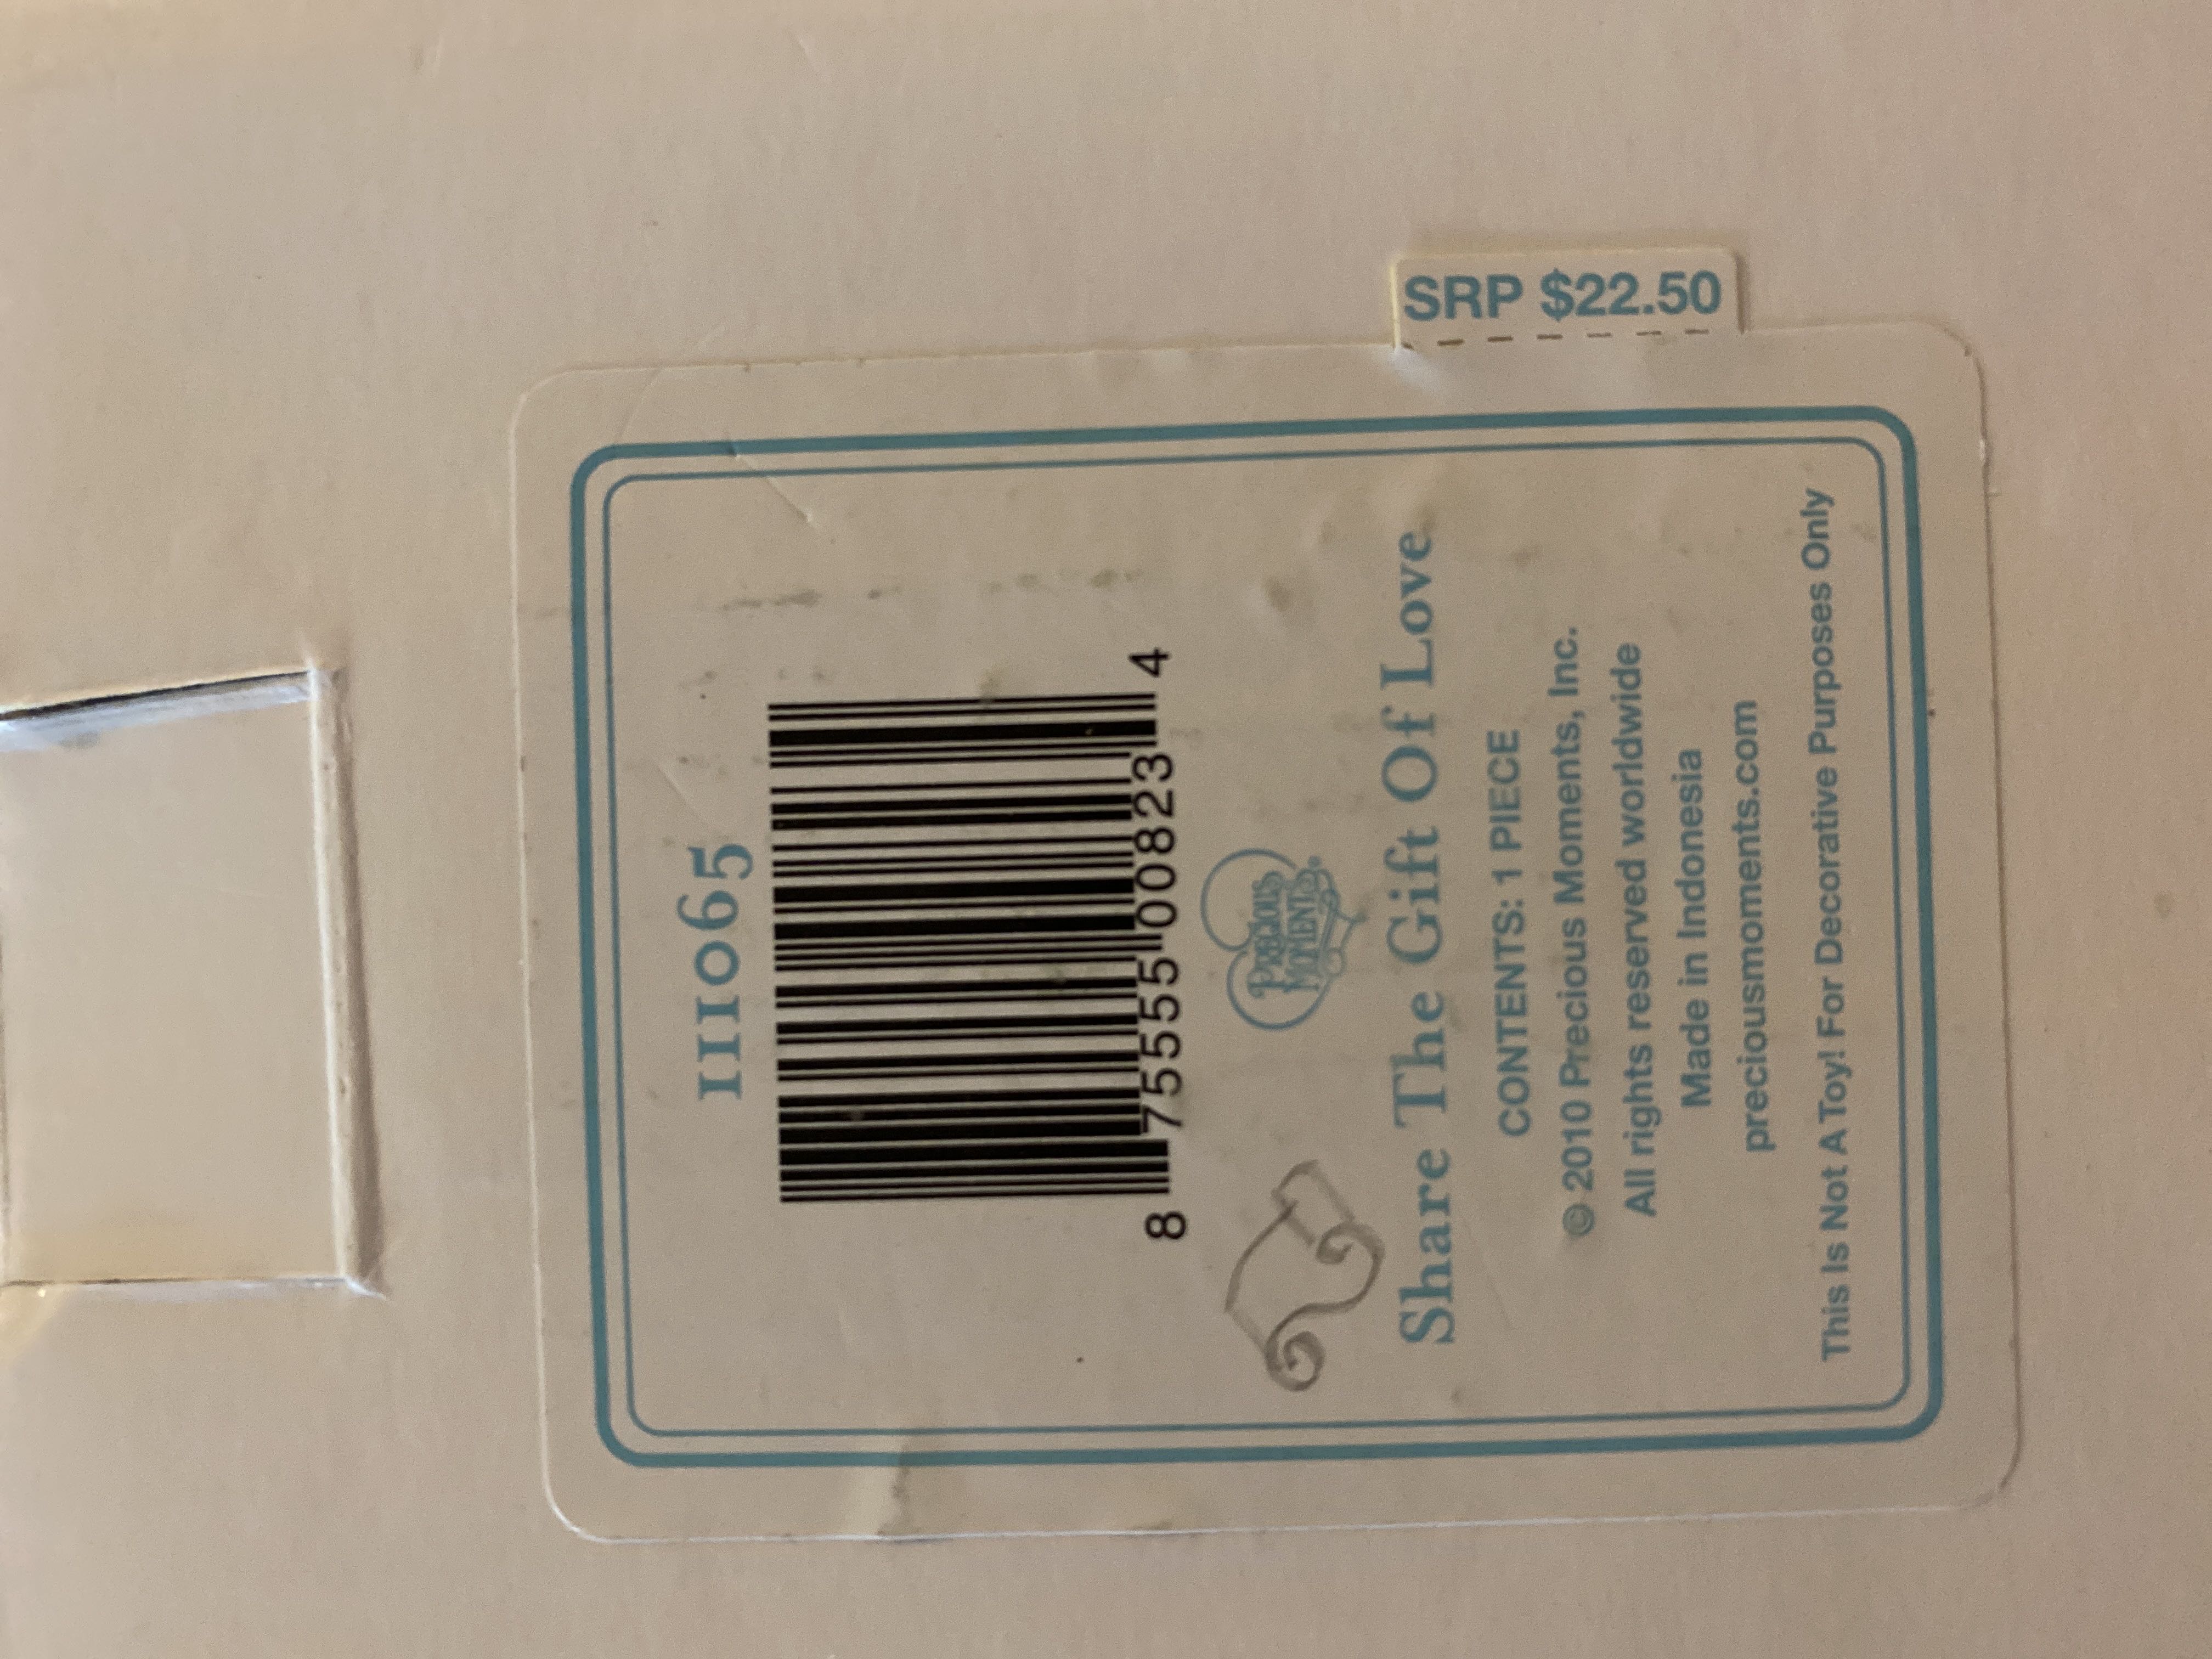 SRP $22.50
111065
8 75555 00823 4
PRECIOUS
MOMENTS®
Share The Gift Of Love
CONTENTS: 1 PIECE
© 2010 Precious Moments, Inc.
All rights reserved worldwide
Made in Indonesia
preciousmoments.com
This Is Not A Toy! For Decorative Purposes Only